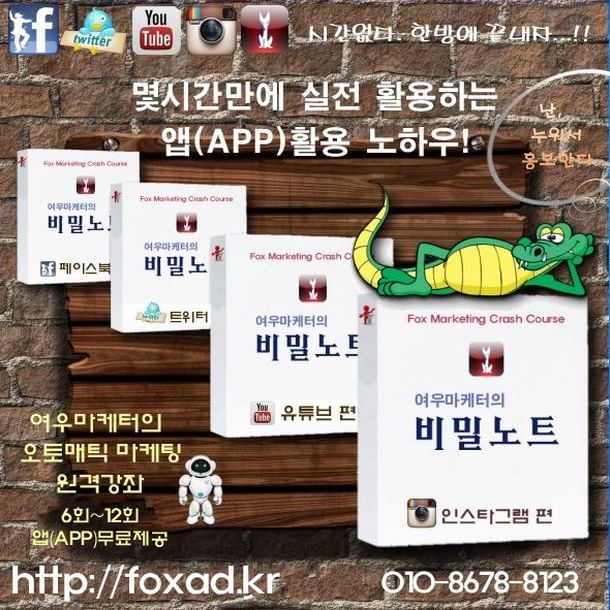 f
twitter
You
Tube
시간없다. 한방에 끝내자...!!
몇시간만에 실전 활용하는
앱(APP)활용 노하우!
난,
누워서
홍보한다.
Fox Marketing Crash Course
여우마케터의
비밀노트
f 페이스북
Fox Marketing Crash Course
여우마케터의
비밀노
twitter 트위터
Fox Marketing Crash C
여우마케터의
비밀노트
You
Tube 유튜브 편
Fox Marketing Crash Course
여우마케터의
비밀노트
인스타그램 편
여우마케터의
오토매틱 마케팅
원격강좌
6회~12회
앱(APP)무료제공
http://foxad.kr
010-8678-8123